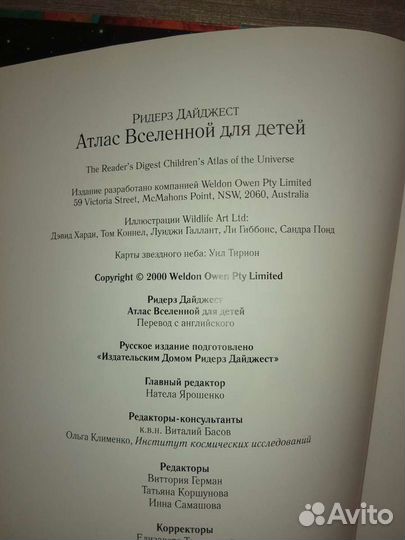 Ридерз Дайджест
Атлас Вселенной для детей
The Reader's Digest Children's Atlas of the Universe
Издание разработано компанией Weldon Owen Pty Limited
59 Victoria Street, McMahons Point, NSW, 2060, Australia
Иллюстрации Wildlife Art Ltd:
Дэвид Харди, Том Коннел, Луиджи Галлант, Ли Гиббонс, Сандра Понд
Карты звездного неба: Уил Тирион
Copyright © 2000 Weldon Owen Pty Limited
Ридерз Дайджест
Атлас Вселенной для детей
Перевод с английского
Русское издание подготовлено
«Издательским Домом Ридерз Дайджест»
Главный редактор
Натела Ярошенко
Редакторы-консультанты
к.в.н. Виталий Басов
Ольга Клименко, Институт космических исследований
Редакторы
Виттория Герман
Татьяна Коршунова
Инна Самашова
Корректоры
Avito